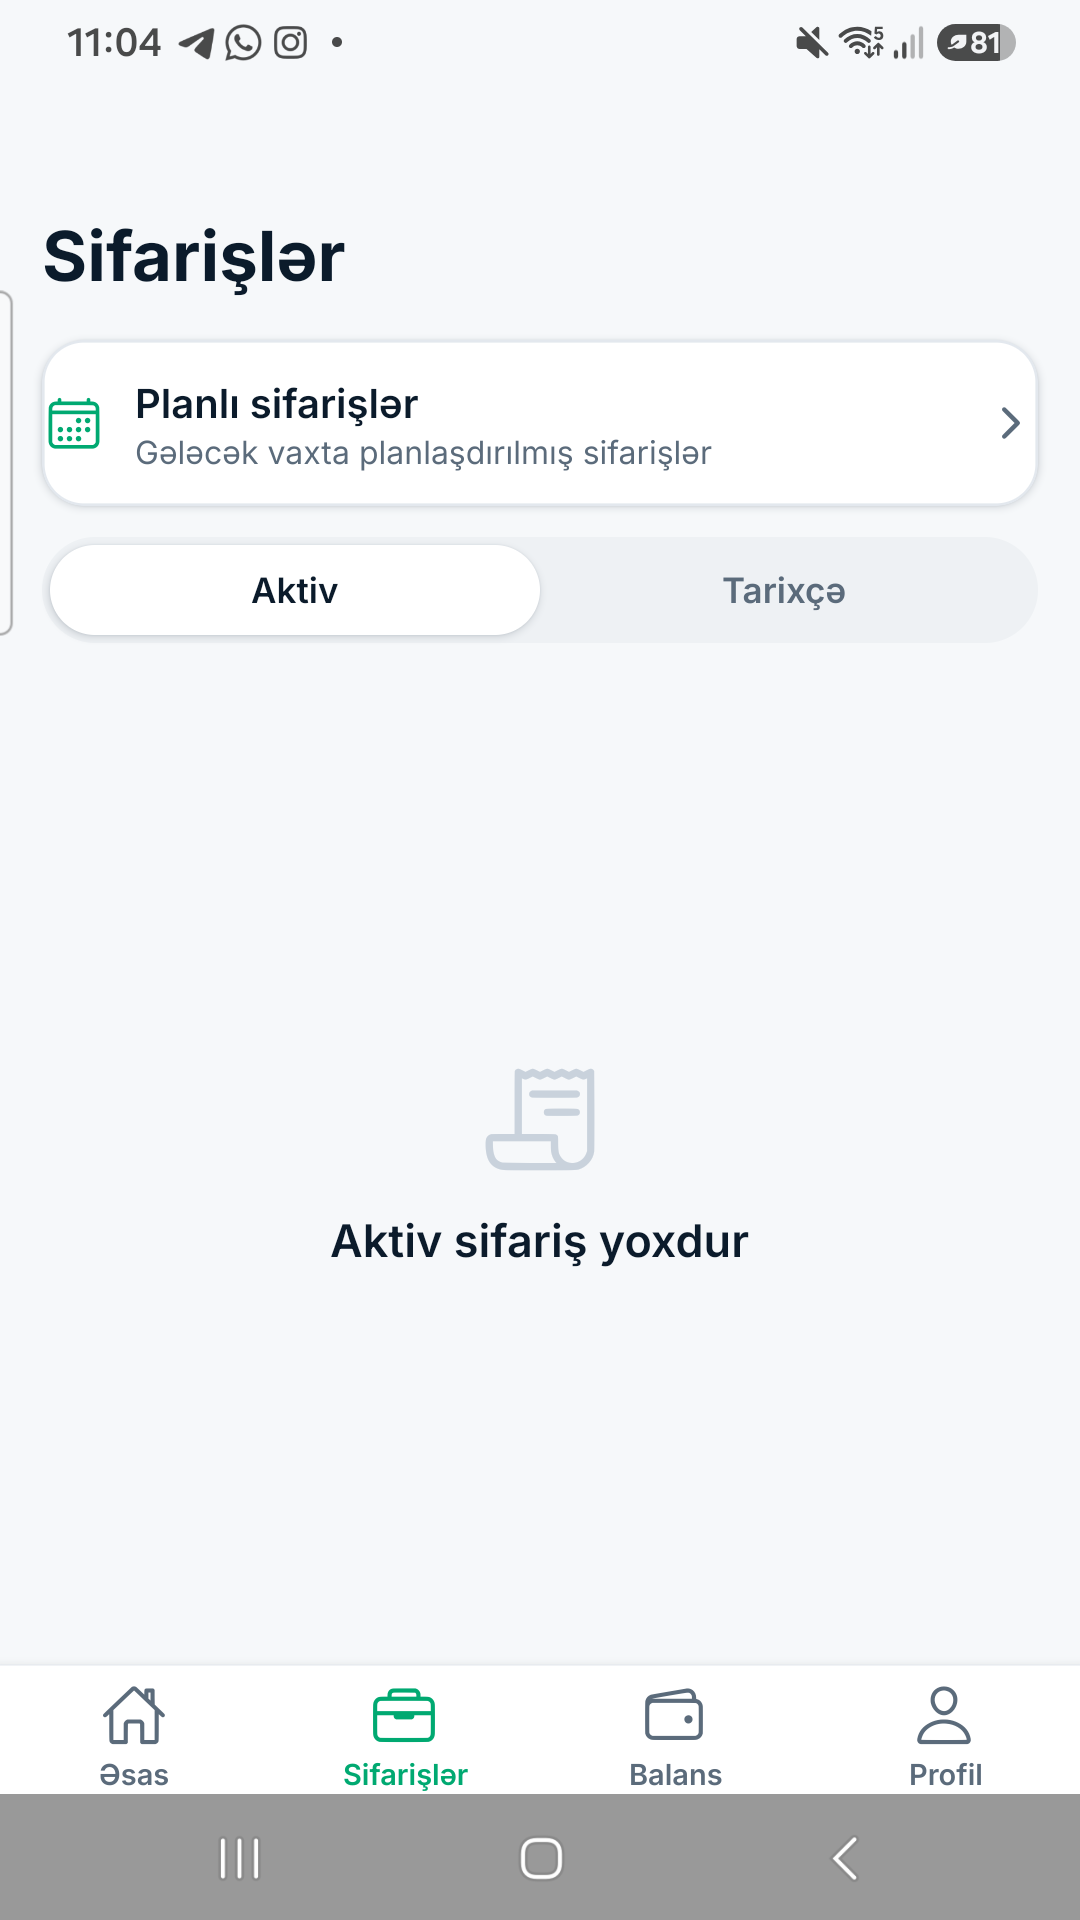 11:04
5
81
Sifarişlər
Planlı sifarişlər
Gələcək vaxta planlaşdırılmış sifarişlər
Aktiv
Tarixçə
Aktiv sifariş yoxdur
Əsas
Sifarişlər
Balans
Profil